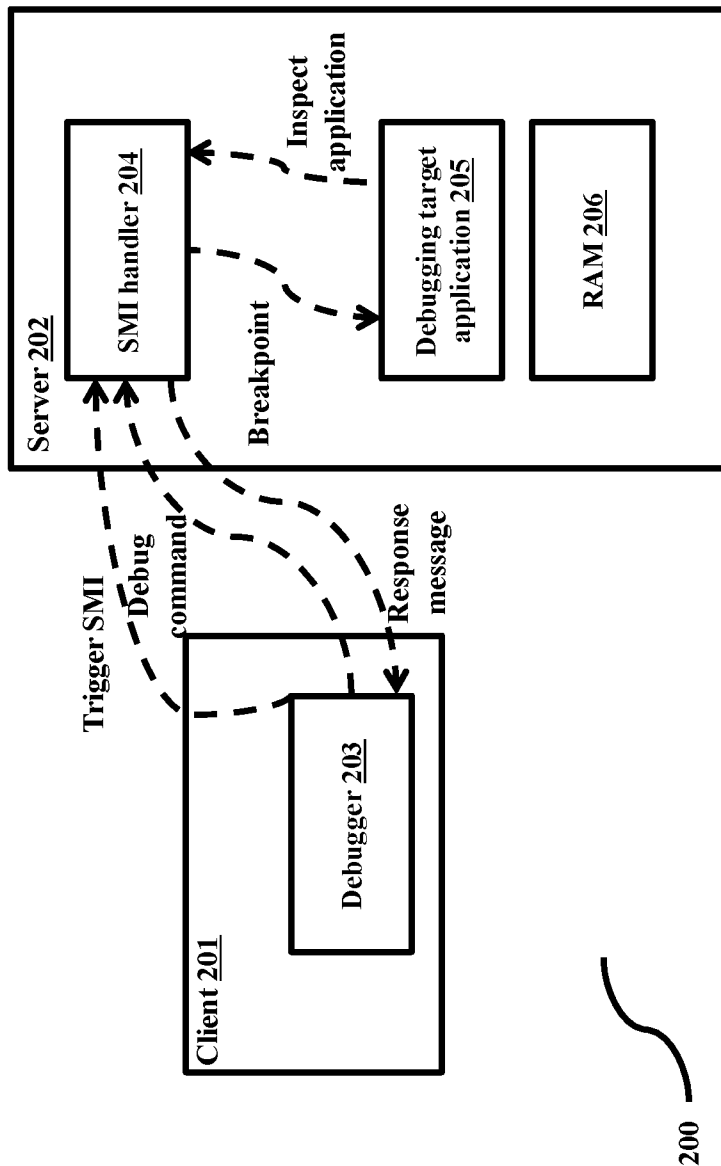 Server 202
SMI handler 204
Inspect
application
Breakpoint
Debugging target
application 205
RAM 206
Trigger SMI
Debug
command
Response
message
Client 201
Debugger 203
200